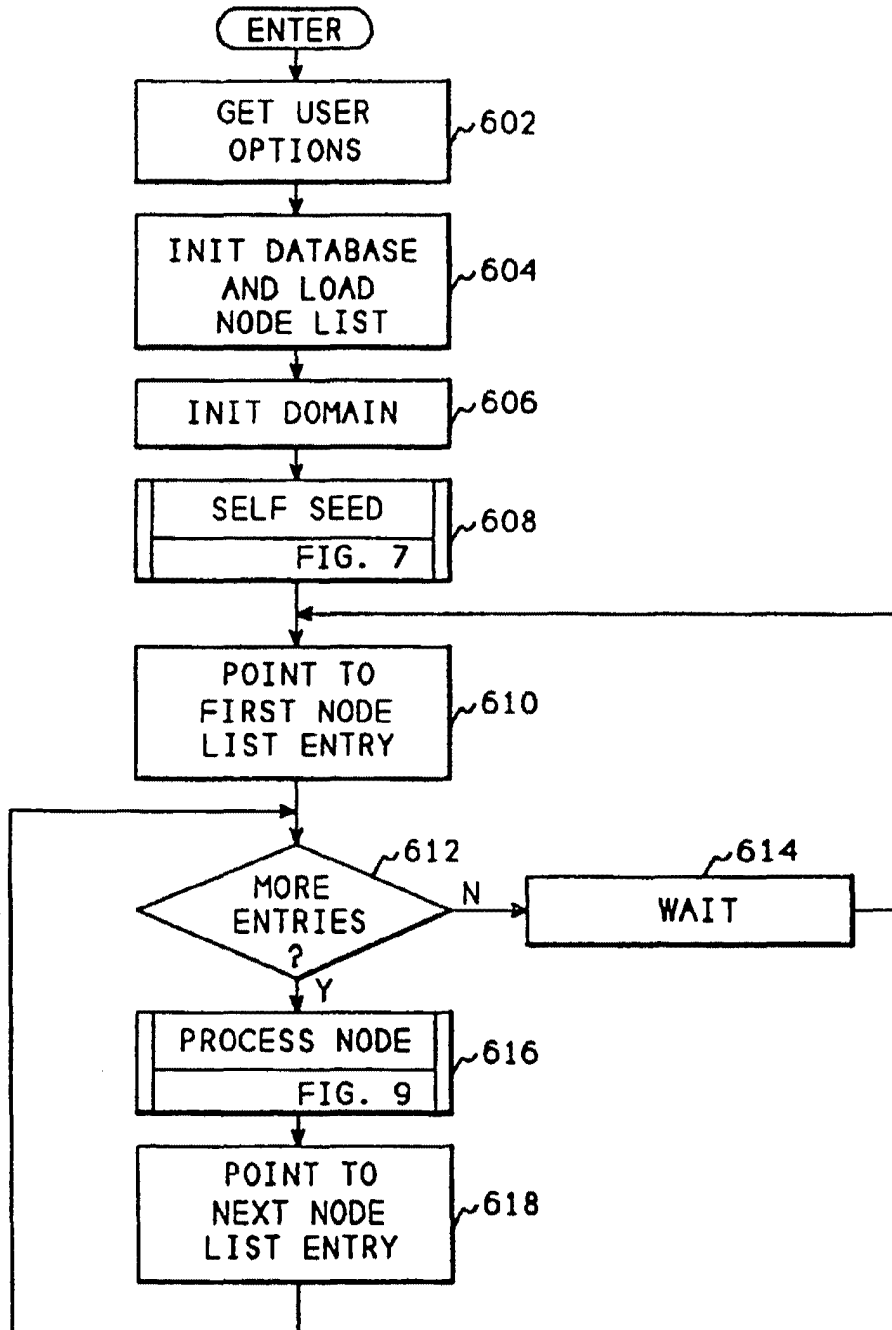 ENTER
GET USER
OPTIONS
602
INIT DATABASE
AND LOAD
NODE LIST
604
INIT DOMAIN
606
SELF SEED
FIG. 7
608
POINT TO
FIRST NODE
LIST ENTRY
610
MORE
ENTRIES
?
612
N
WAIT
614
Y
PROCESS NODE
FIG. 9
616
POINT TO
NEXT NODE
LIST ENTRY
618